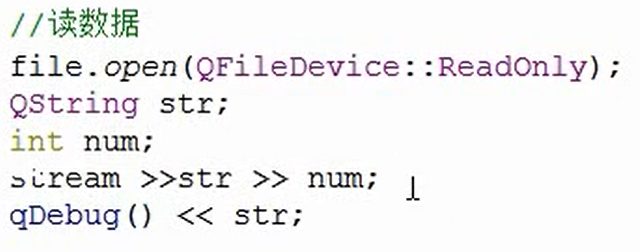 //读数据
file.open(QFileDevice::ReadOnly);
QString str;
int num;
stream >>str >> num;
qDebug() << str;